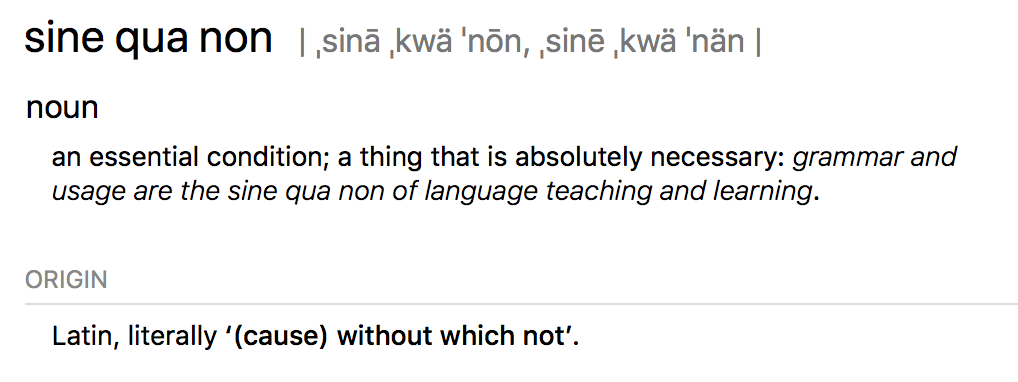 sine qua non | ˌsinā ˌkwä ˈnōn, ˌsinē ˌkwä ˈnän |
noun
an essential condition; a thing that is absolutely necessary: grammar and
usage are the sine qua non of language teaching and learning.
ORIGIN
Latin, literally ‘(cause) without which not’.